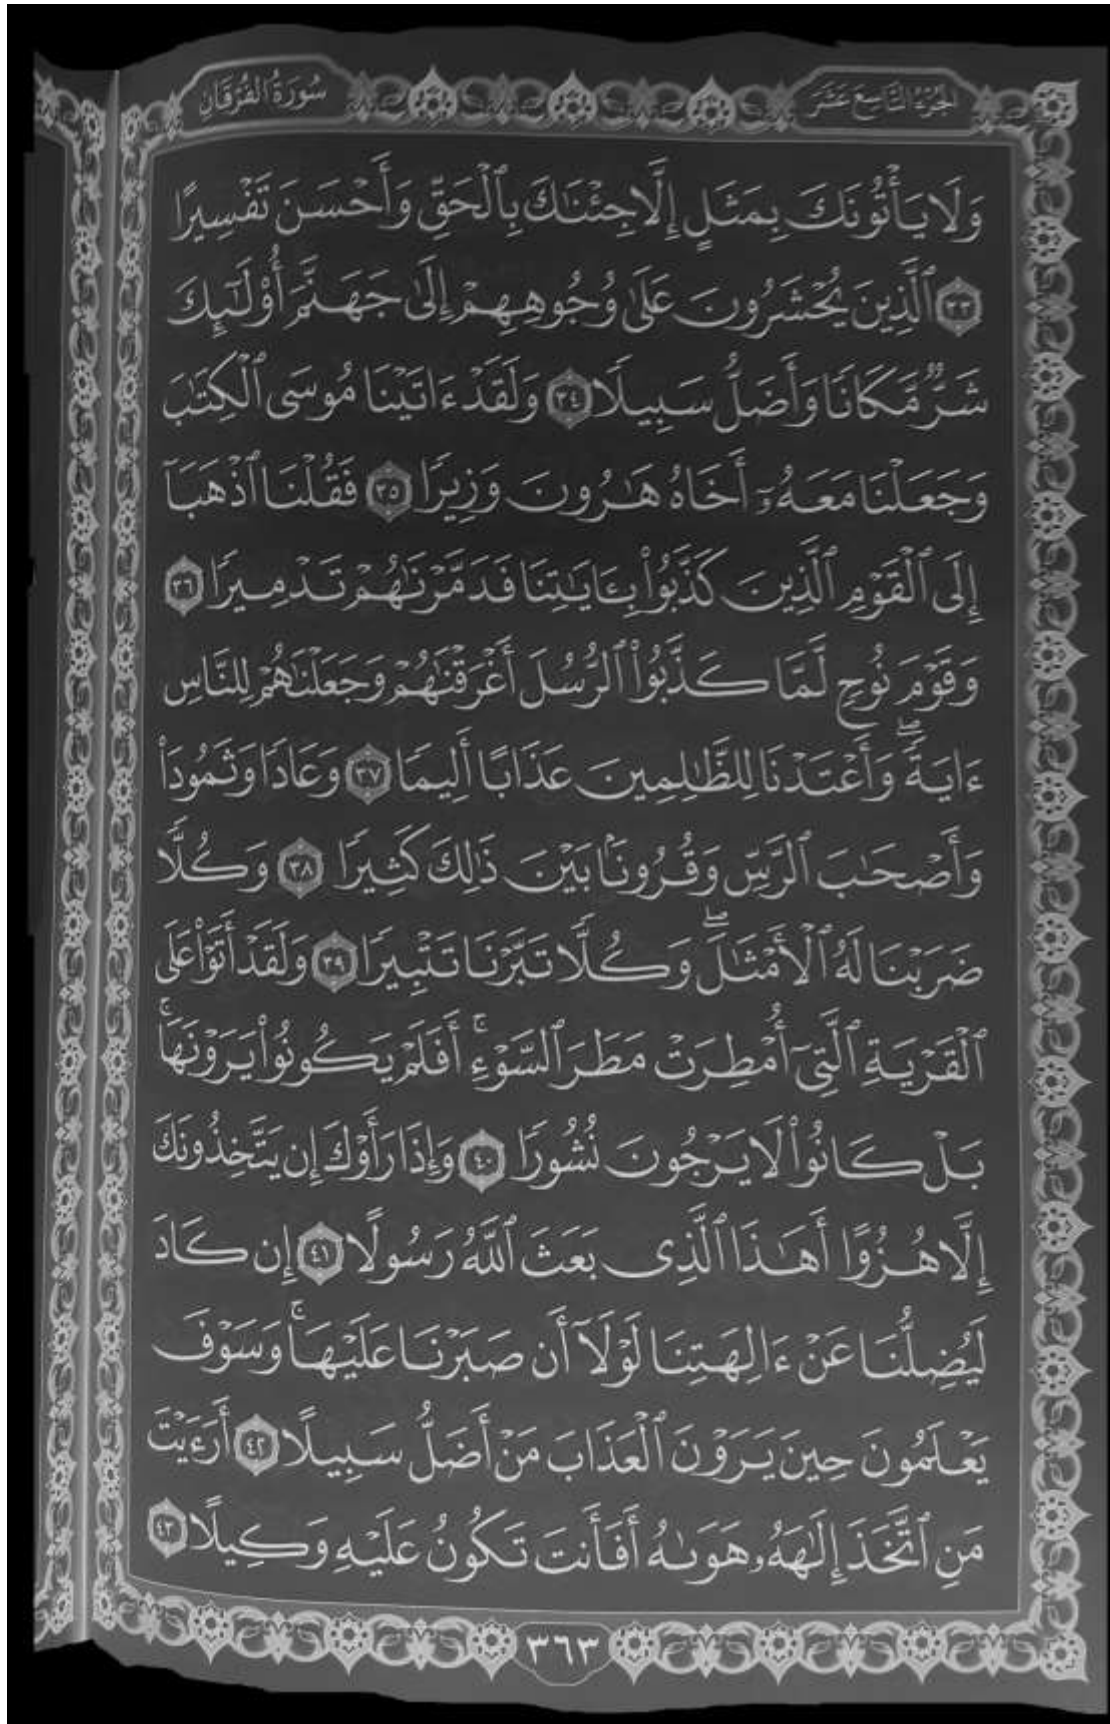 الجزء التاسع عشر
سورة الفرقان
وَلَا يَأْتُونَكَ بِمَثَلٍ إِلَّا جِئْنَٰكَ بِٱلْحَقِّ وَأَحْسَنَ تَفْسِيرًا
٣٣ ٱلَّذِينَ يُحْشَرُونَ عَلَىٰ وُجُوهِهِمْ إِلَىٰ جَهَنَّمَ أُو۟لَٰٓئِكَ
شَرٌّ مَّكَانًا وَأَضَلُّ سَبِيلًا ٣٤ وَلَقَدْ ءَاتَيْنَا مُوسَى ٱلْكِتَٰبَ
وَجَعَلْنَا مَعَهُۥٓ أَخَاهُ هَٰرُونَ وَزِيرًا ٣٥ فَقُلْنَا ٱذْهَبَآ
إِلَى ٱلْقَوْمِ ٱلَّذِينَ كَذَّبُوا۟ بِـَٔايَٰتِنَا فَدَمَّرْنَٰهُمْ تَدْمِيرًا ٣٦
وَقَوْمَ نُوحٍ لَّمَّا كَذَّبُوا۟ ٱلرُّسُلَ أَغْرَقْنَٰهُمْ وَجَعَلْنَٰهُمْ لِلنَّاسِ
ءَايَةً ۖ وَأَعْتَدْنَا لِلظَّٰلِمِينَ عَذَابًا أَلِيمًا ٣٧ وَعَادًا وَثَمُودَا۟
وَأَصْحَٰبَ ٱلرَّسِّ وَقُرُونًۢا بَيْنَ ذَٰلِكَ كَثِيرًا ٣٨ وَكُلًّا
ضَرَبْنَا لَهُ ٱلْأَمْثَٰلَ ۖ وَكُلًّا تَبَّرْنَا تَتْبِيرًا ٣٩ وَلَقَدْ أَتَوْا۟ عَلَى
ٱلْقَرْيَةِ ٱلَّتِىٓ أُمْطِرَتْ مَطَرَ ٱلسَّوْءِ ۚ أَفَلَمْ يَكُونُوا۟ يَرَوْنَهَا ۚ
بَلْ كَانُوا۟ لَا يَرْجُونَ نُشُورًا ٤٠ وَإِذَا رَأَوْكَ إِن يَتَّخِذُونَكَ
إِلَّا هُزُوًا أَهَٰذَا ٱلَّذِى بَعَثَ ٱللَّهُ رَسُولًا ٤١ إِن كَادَ
لَيُضِلُّنَا عَنْ ءَالِهَتِنَا لَوْلَآ أَن صَبَرْنَا عَلَيْهَا ۚ وَسَوْفَ
يَعْلَمُونَ حِينَ يَرَوْنَ ٱلْعَذَابَ مَنْ أَضَلُّ سَبِيلًا ٤٢ أَرَءَيْتَ
مَنِ ٱتَّخَذَ إِلَٰهَهُۥ هَوَىٰهُ أَفَأَنتَ تَكُونُ عَلَيْهِ وَكِيلًا ٤٣
٣٦٣